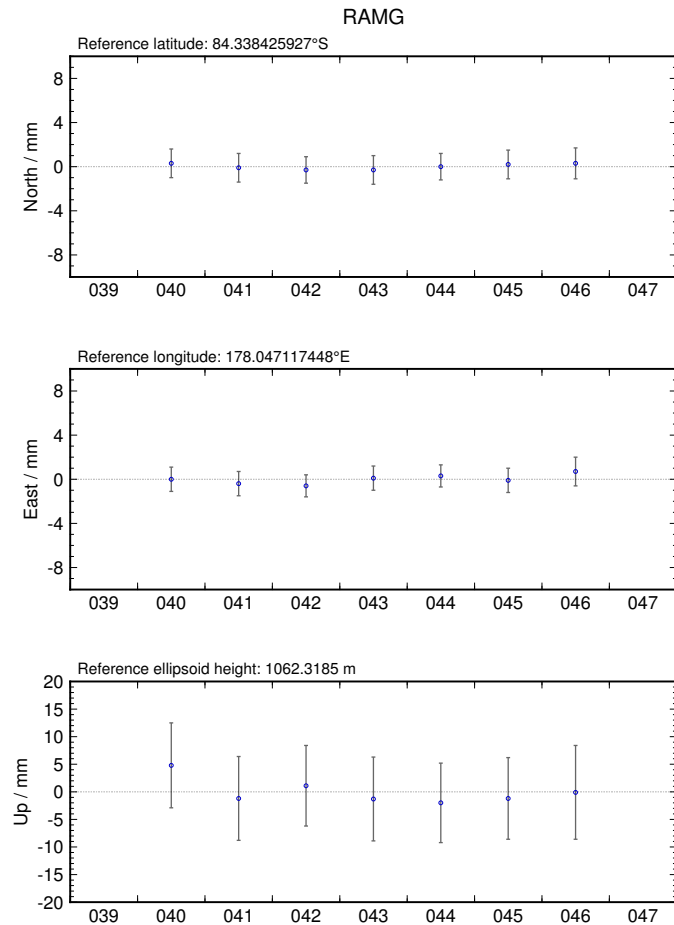 RAMG
Reference latitude: 84.338425927°S
8
4
0
-4
-8
North / mm
039 040 041 042 043 044 045 046 047
Reference longitude: 178.047117448°E
8
4
0
-4
-8
East / mm
039 040 041 042 043 044 045 046 047
Reference ellipsoid height: 1062.3185 m
20
15
10
5
0
-5
-10
-15
-20
Up / mm
039 040 041 042 043 044 045 046 047